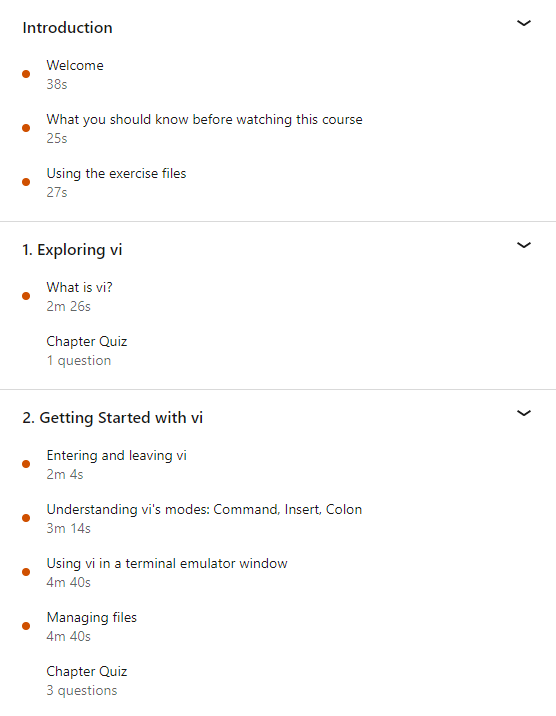 Introduction
Welcome
38s
What you should know before watching this course
25s
Using the exercise files
27s
1. Exploring vi
What is vi?
2m 26s
Chapter Quiz
1 question
2. Getting Started with vi
Entering and leaving vi
2m 4s
Understanding vi's modes: Command, Insert, Colon
3m 14s
Using vi in a terminal emulator window
4m 40s
Managing files
4m 40s
Chapter Quiz
3 questions